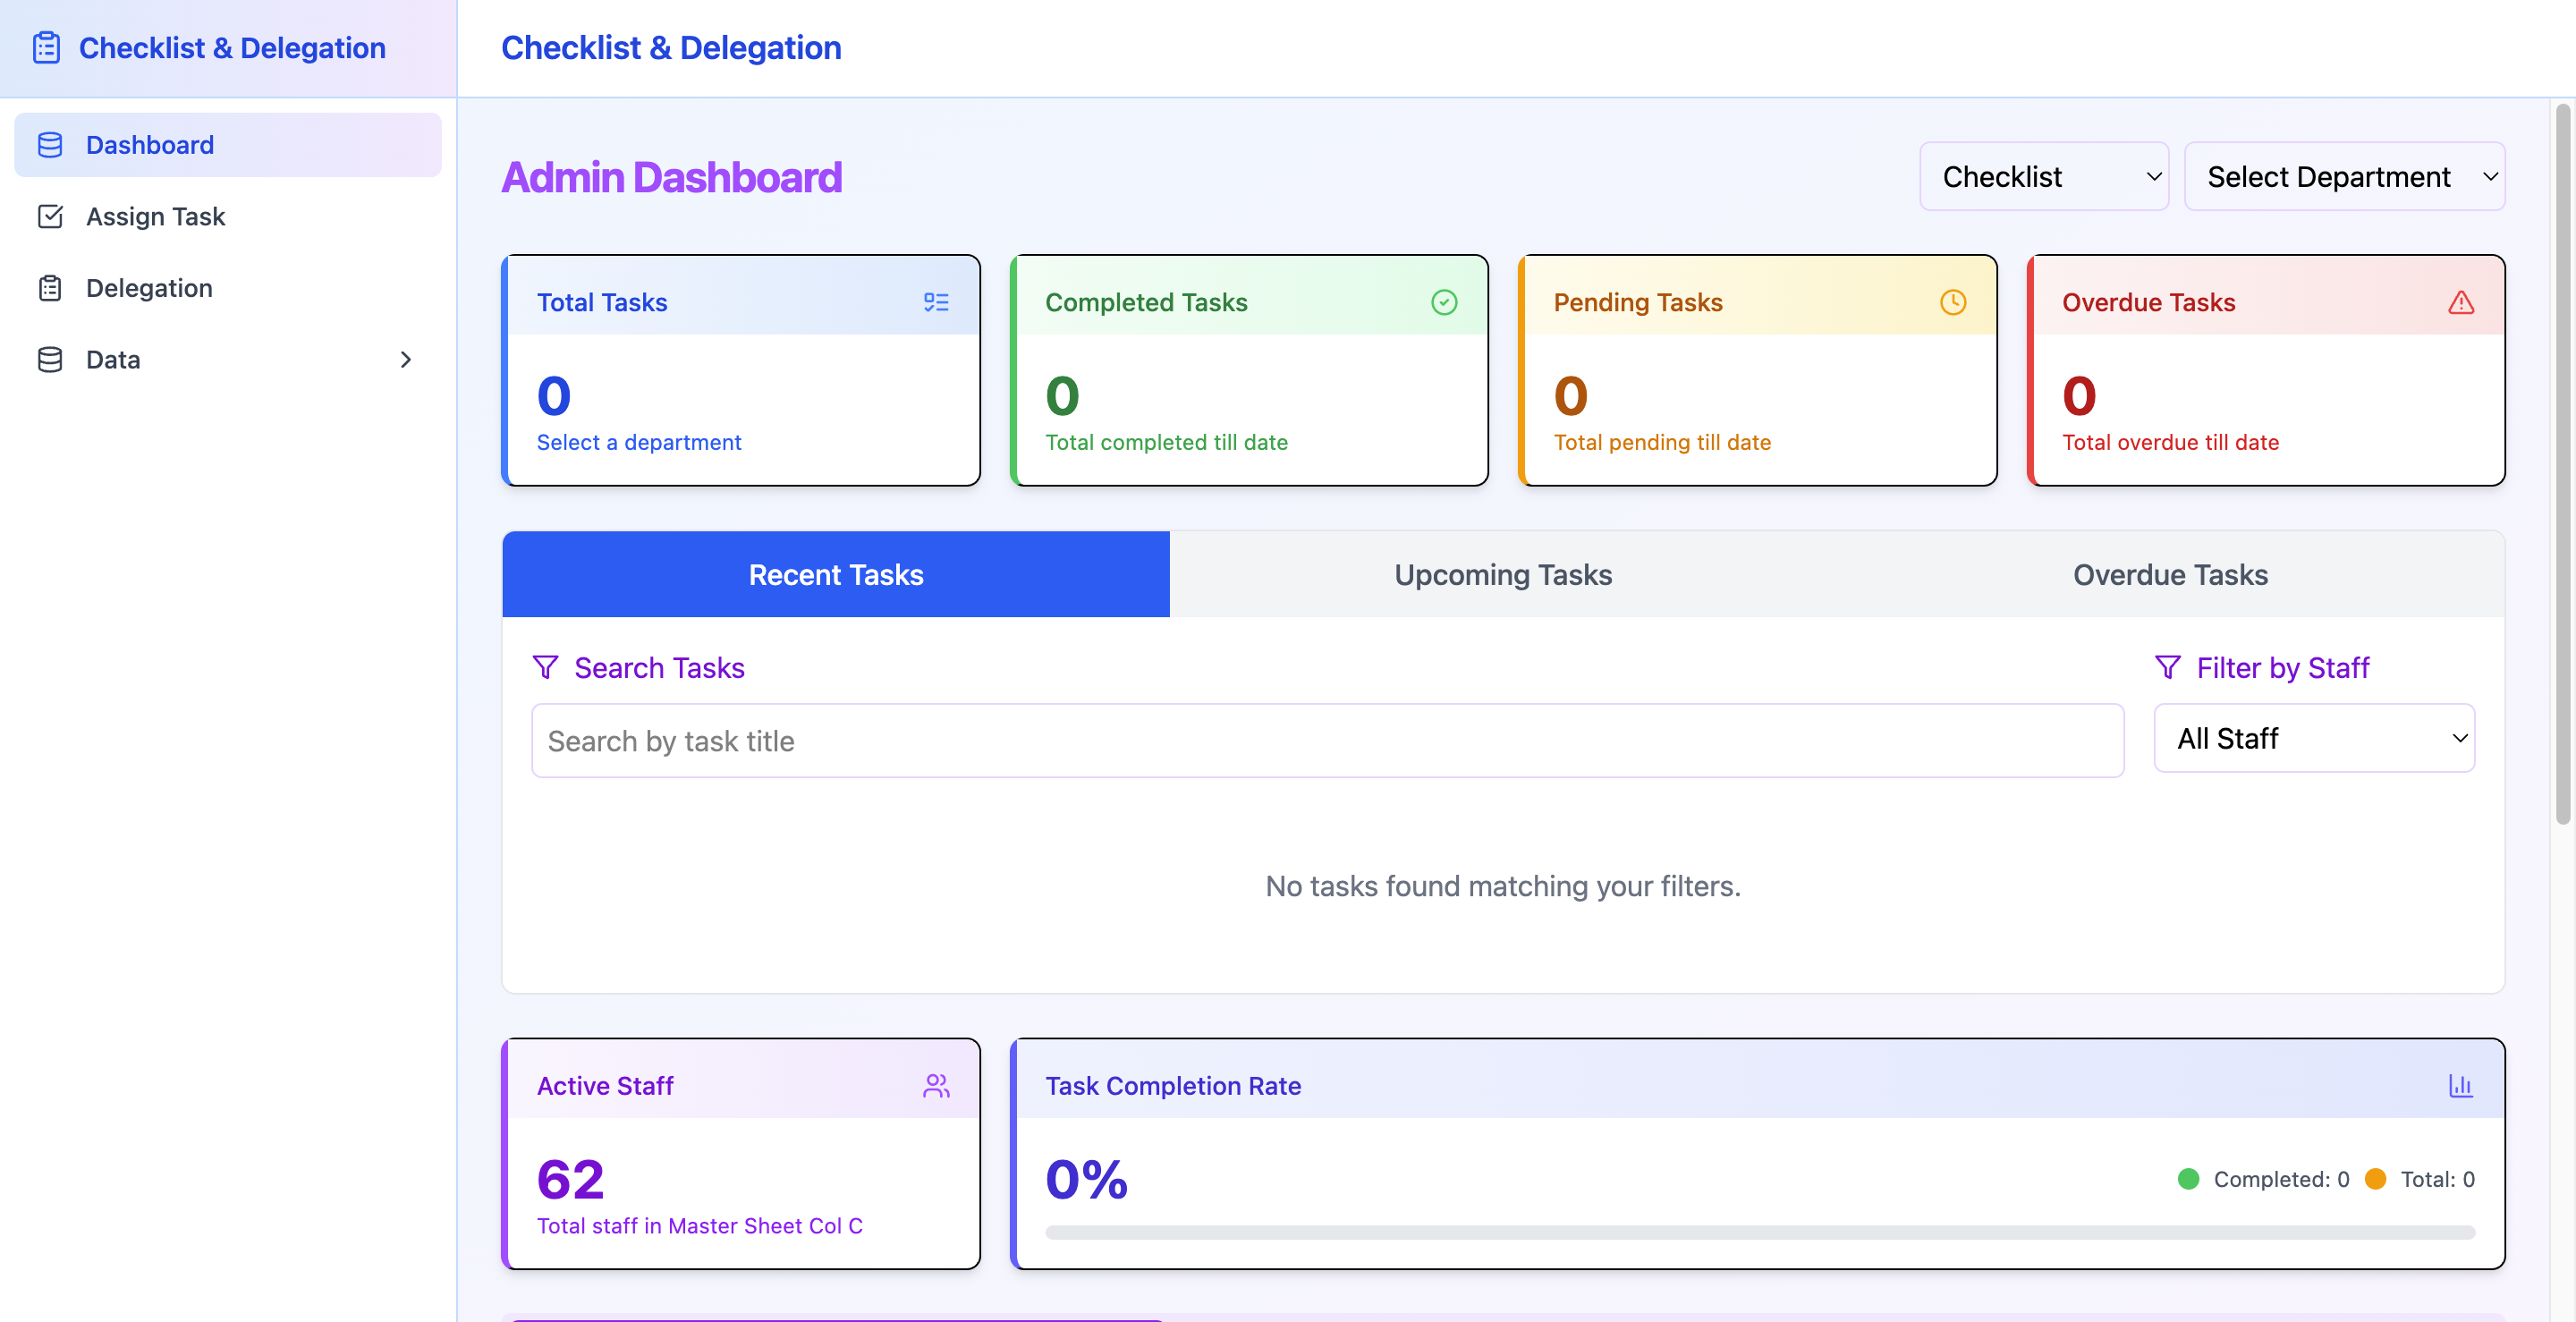 Checklist & Delegation
Checklist & Delegation
Dashboard
Assign Task
Delegation
Data
Admin Dashboard
Checklist
Select Department
Total Tasks
0
Select a department
Completed Tasks
0
Total completed till date
Pending Tasks
0
Total pending till date
Overdue Tasks
0
Total overdue till date
Recent Tasks
Upcoming Tasks
Overdue Tasks
Search Tasks
Search by task title
Filter by Staff
All Staff
No tasks found matching your filters.
Active Staff
62
Total staff in Master Sheet Col C
Task Completion Rate
0%
Completed: 0
Total: 0